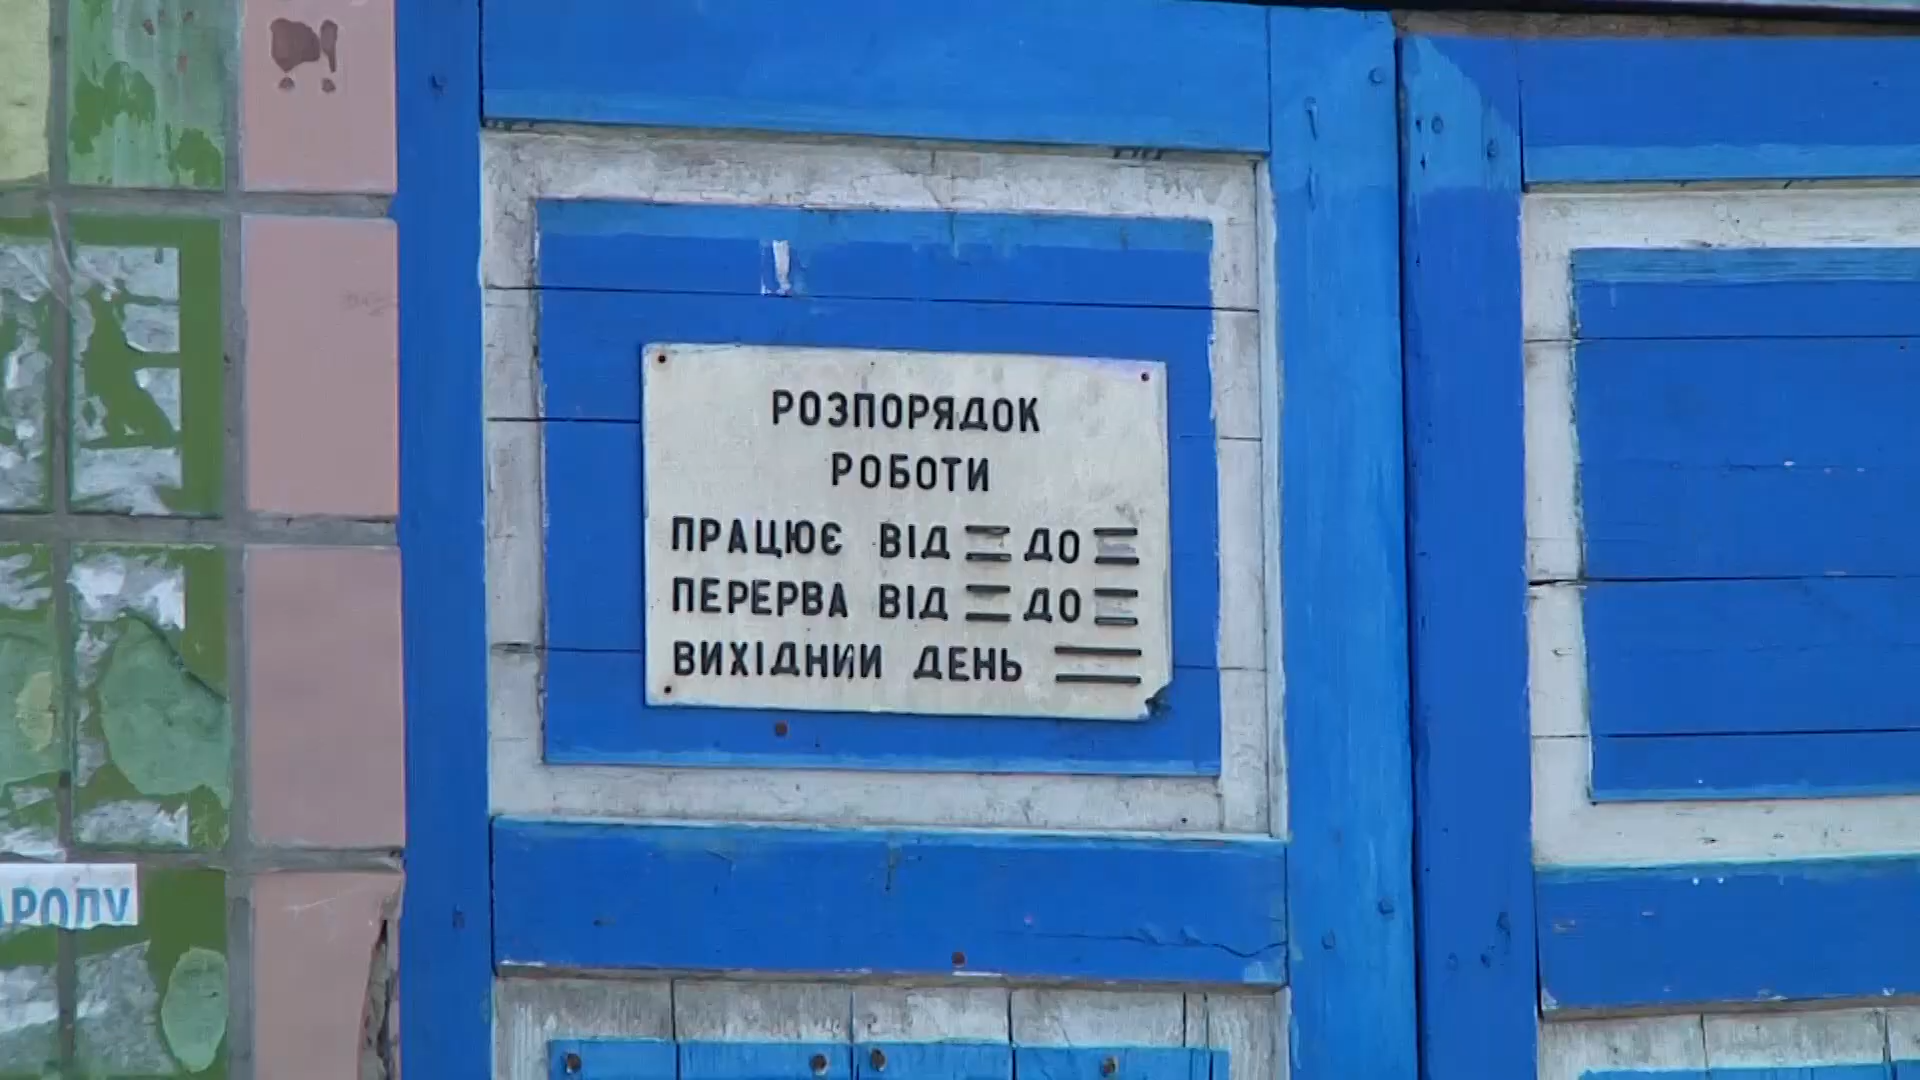 РОЗПОРЯДОК
РОБОТИ
ПРАЦЮЄ ВІД ДО
ПЕРЕРВА ВІД ДО
ВИХІДНИЙ ДЕНЬ